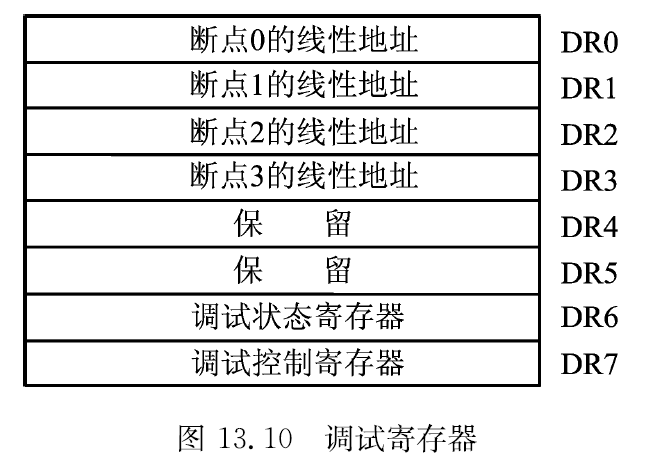 断点0的线性地址 DR0
断点1的线性地址 DR1
断点2的线性地址 DR2
断点3的线性地址 DR3
保 留 DR4
保 留 DR5
调试状态寄存器 DR6
调试控制寄存器 DR7
图 13.10 调试寄存器